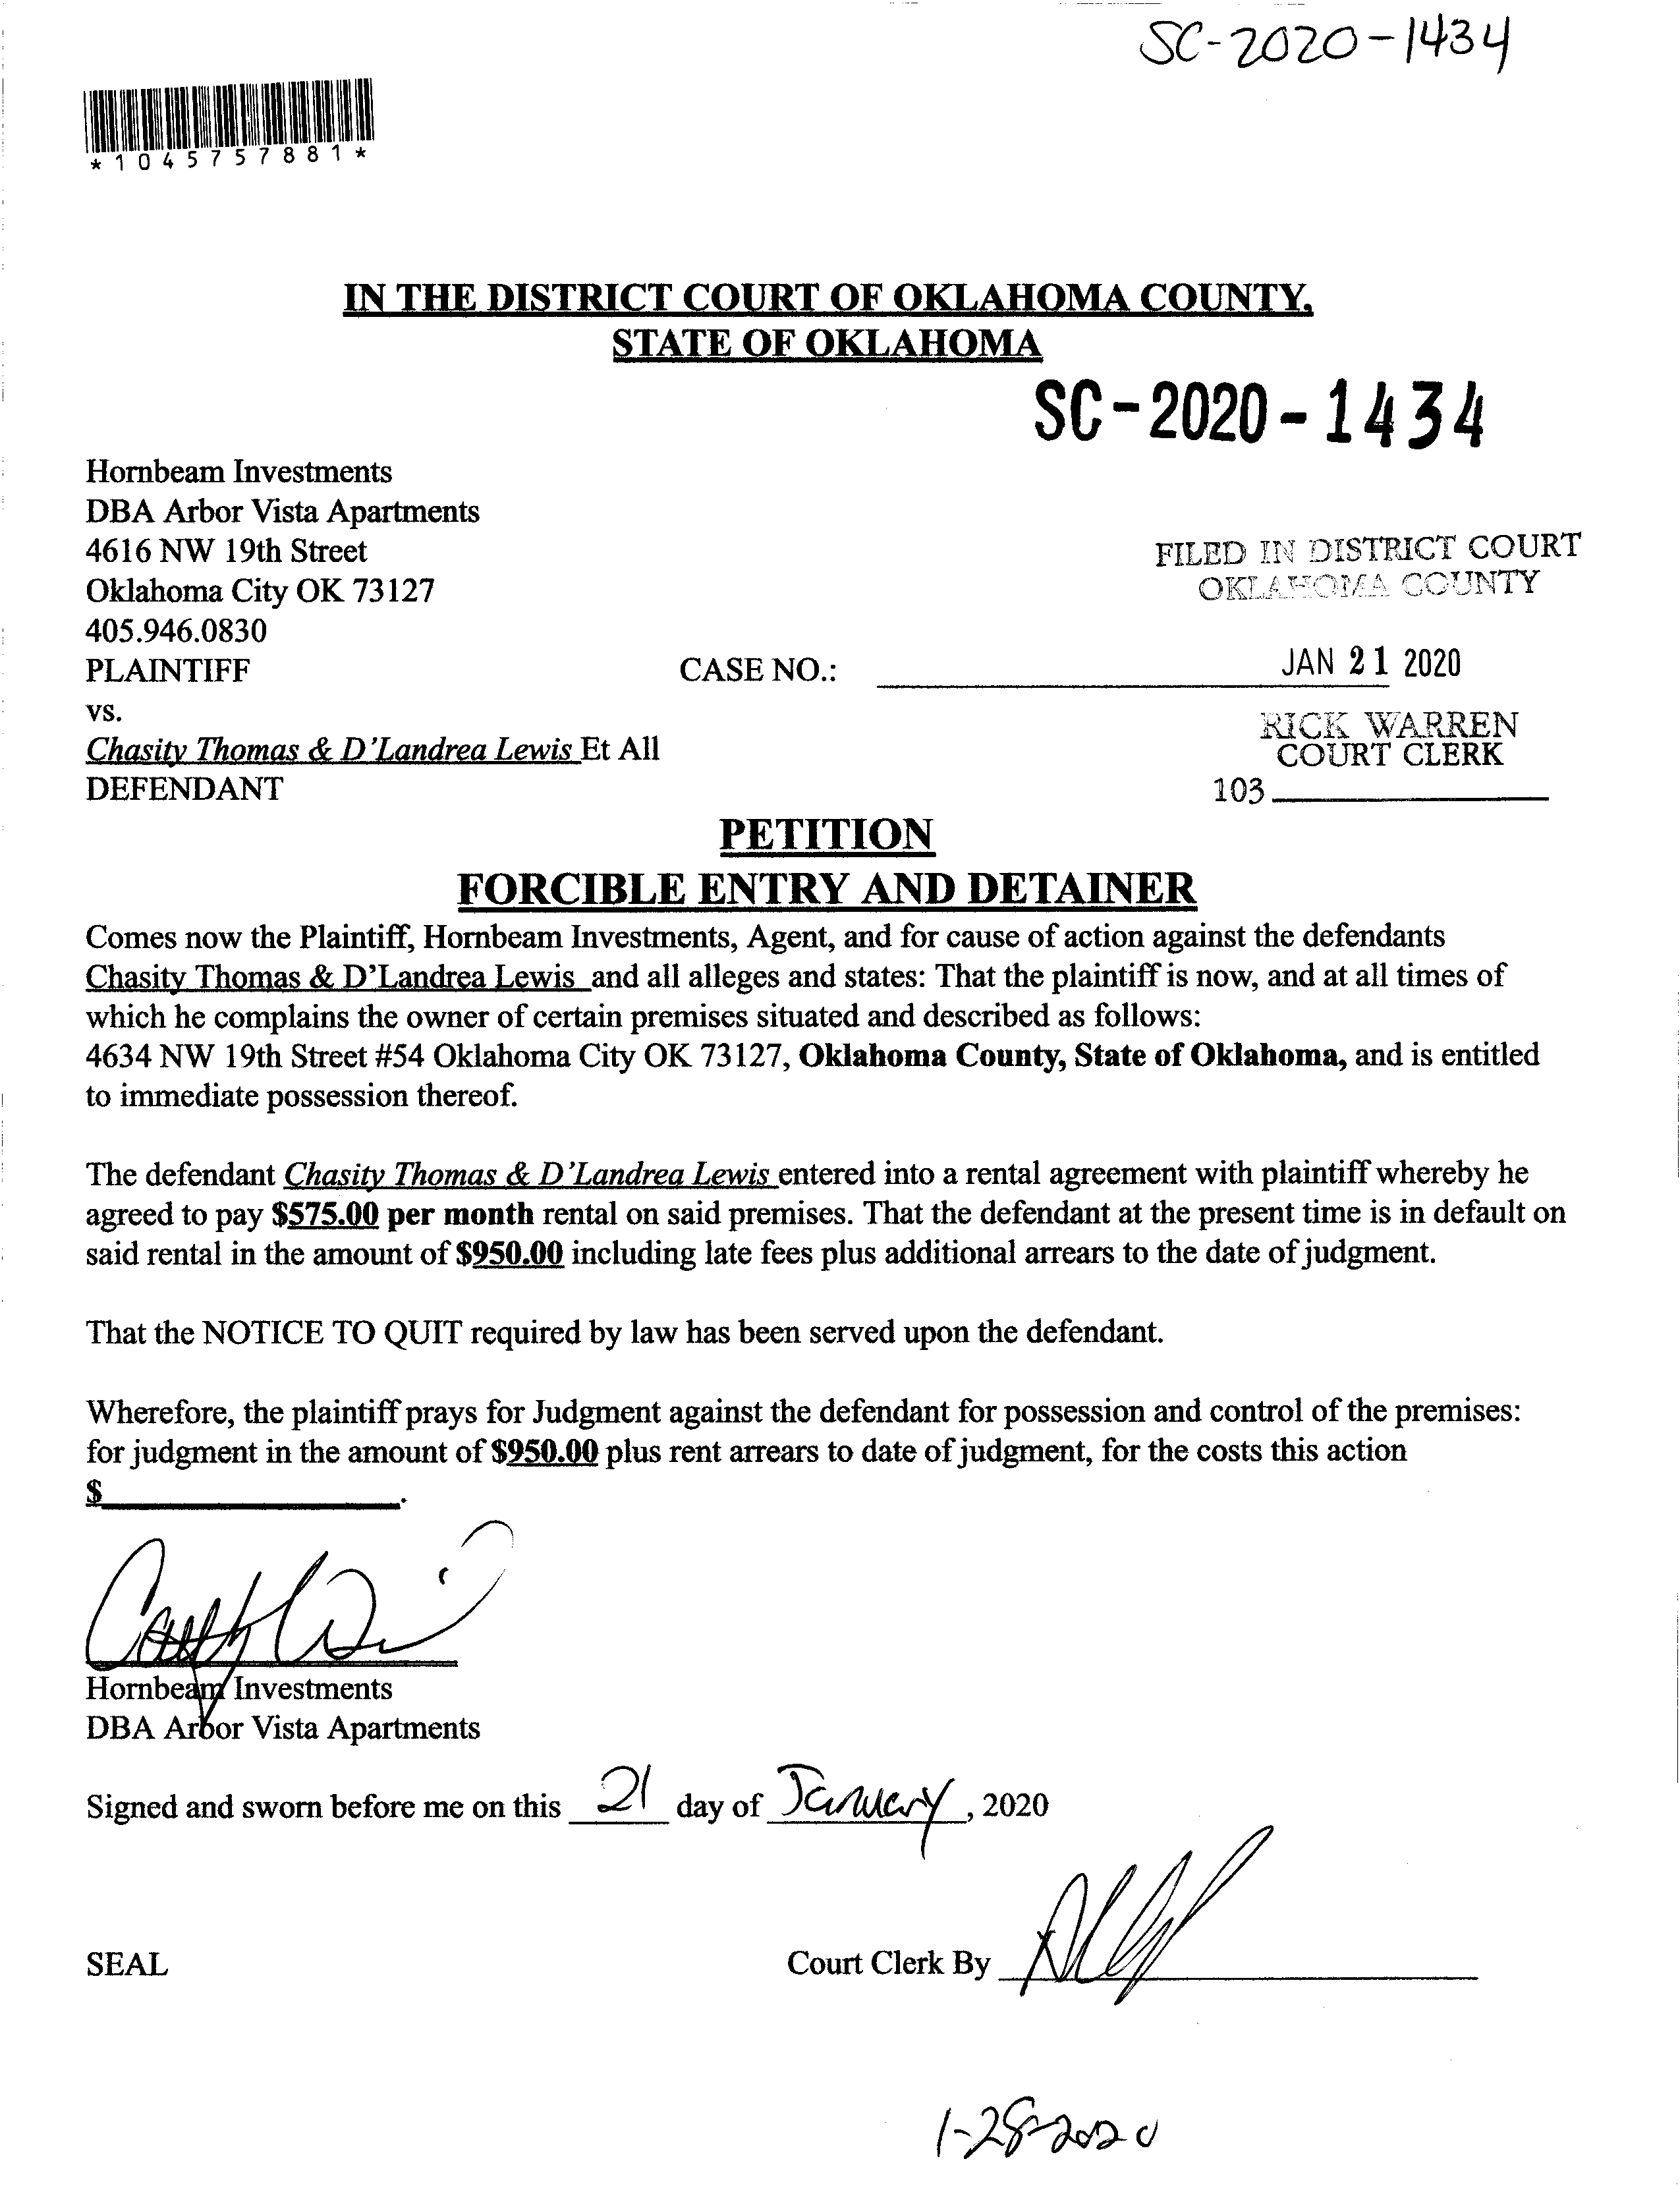 SC-2020-1434
*1045757881*
IN THE DISTRICT COURT OF OKLAHOMA COUNTY,
STATE OF OKLAHOMA
SC-2020-1434
Hornbeam Investments
DBA Arbor Vista Apartments
4616 NW 19th Street
Oklahoma City OK 73127
405.946.0830
PLAINTIFF
vs.
Chasity Thomas & D'Landrea Lewis Et All
DEFENDANT
CASE NO.:
FILED IN DISTRICT COURT
OKLAHOMA COUNTY
JAN 21 2020
RICK WARREN
COURT CLERK
103
PETITION
FORCIBLE ENTRY AND DETAINER
Comes now the Plaintiff, Hornbeam Investments, Agent, and for cause of action against the defendants
Chasity Thomas & D'Landrea Lewis and all alleges and states: That the plaintiff is now, and at all times of
which he complains the owner of certain premises situated and described as follows:
4634 NW 19th Street #54 Oklahoma City OK 73127, Oklahoma County, State of Oklahoma, and is entitled
to immediate possession thereof.
The defendant Chasity Thomas & D'Landrea Lewis entered into a rental agreement with plaintiff whereby he
agreed to pay $575.00 per month rental on said premises. That the defendant at the present time is in default on
said rental in the amount of $950.00 including late fees plus additional arrears to the date of judgment.
That the NOTICE TO QUIT required by law has been served upon the defendant.
Wherefore, the plaintiff prays for Judgment against the defendant for possession and control of the premises:
for judgment in the amount of $950.00 plus rent arrears to date of judgment, for the costs this action
$ .
Hornbeam Investments
DBA Arbor Vista Apartments
Signed and sworn before me on this 21 day of January, 2020
SEAL
Court Clerk By
1-28-2020